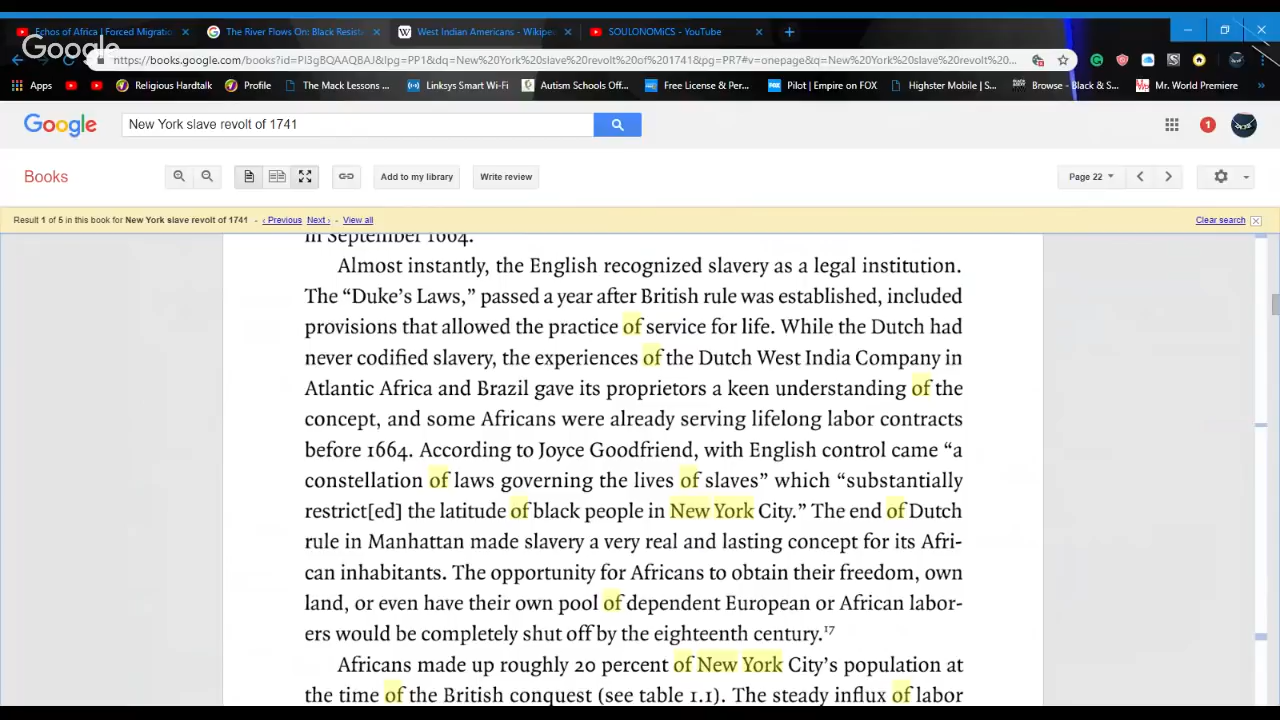 Echos of Africa | Forced Migratio
The River Flows On: Black Resist
West Indian Americans - Wikipe
SOULONOMiCS - YouTube
Google
https://books.google.com/books?id=
New%20York%20slave%20revolt%20of%201741&pg=PR7#v=onepage&q=New%20York%20slave%20revolt%20o...
Apps
Religious Hardtalk
Profile
The Mack Lessons ...
Linksys Smart Wi-Fi
Autism Schools Off...
Free License & Per...
Pilot | Empire on FOX
Highster Mobile | S...
Browse - Black & S...
Mr. World Premiere
Google
New York slave revolt of 1741
1
Books
Add to my library
Write review
Page 22
Result 1 of 5 in this book for New York slave revolt of 1741 - ‹ Previous Next › - View all
Clear search
in September 1664.
Almost instantly, the English recognized slavery as a legal institution.
The “Duke’s Laws,” passed a year after British rule was established, included
provisions that allowed the practice of service for life. While the Dutch had
never codified slavery, the experiences of the Dutch West India Company in
Atlantic Africa and Brazil gave its proprietors a keen understanding of the
concept, and some Africans were already serving lifelong labor contracts
before 1664. According to Joyce Goodfriend, with English control came “a
constellation of laws governing the lives of slaves” which “substantially
restrict[ed] the latitude of black people in New York City.” The end of Dutch
rule in Manhattan made slavery a very real and lasting concept for its Afri-
can inhabitants. The opportunity for Africans to obtain their freedom, own
land, or even have their own pool of dependent European or African labor-
ers would be completely shut off by the eighteenth century.17
Africans made up roughly 20 percent of New York City’s population at
the time of the British conquest (see table 1.1). The steady influx of labor